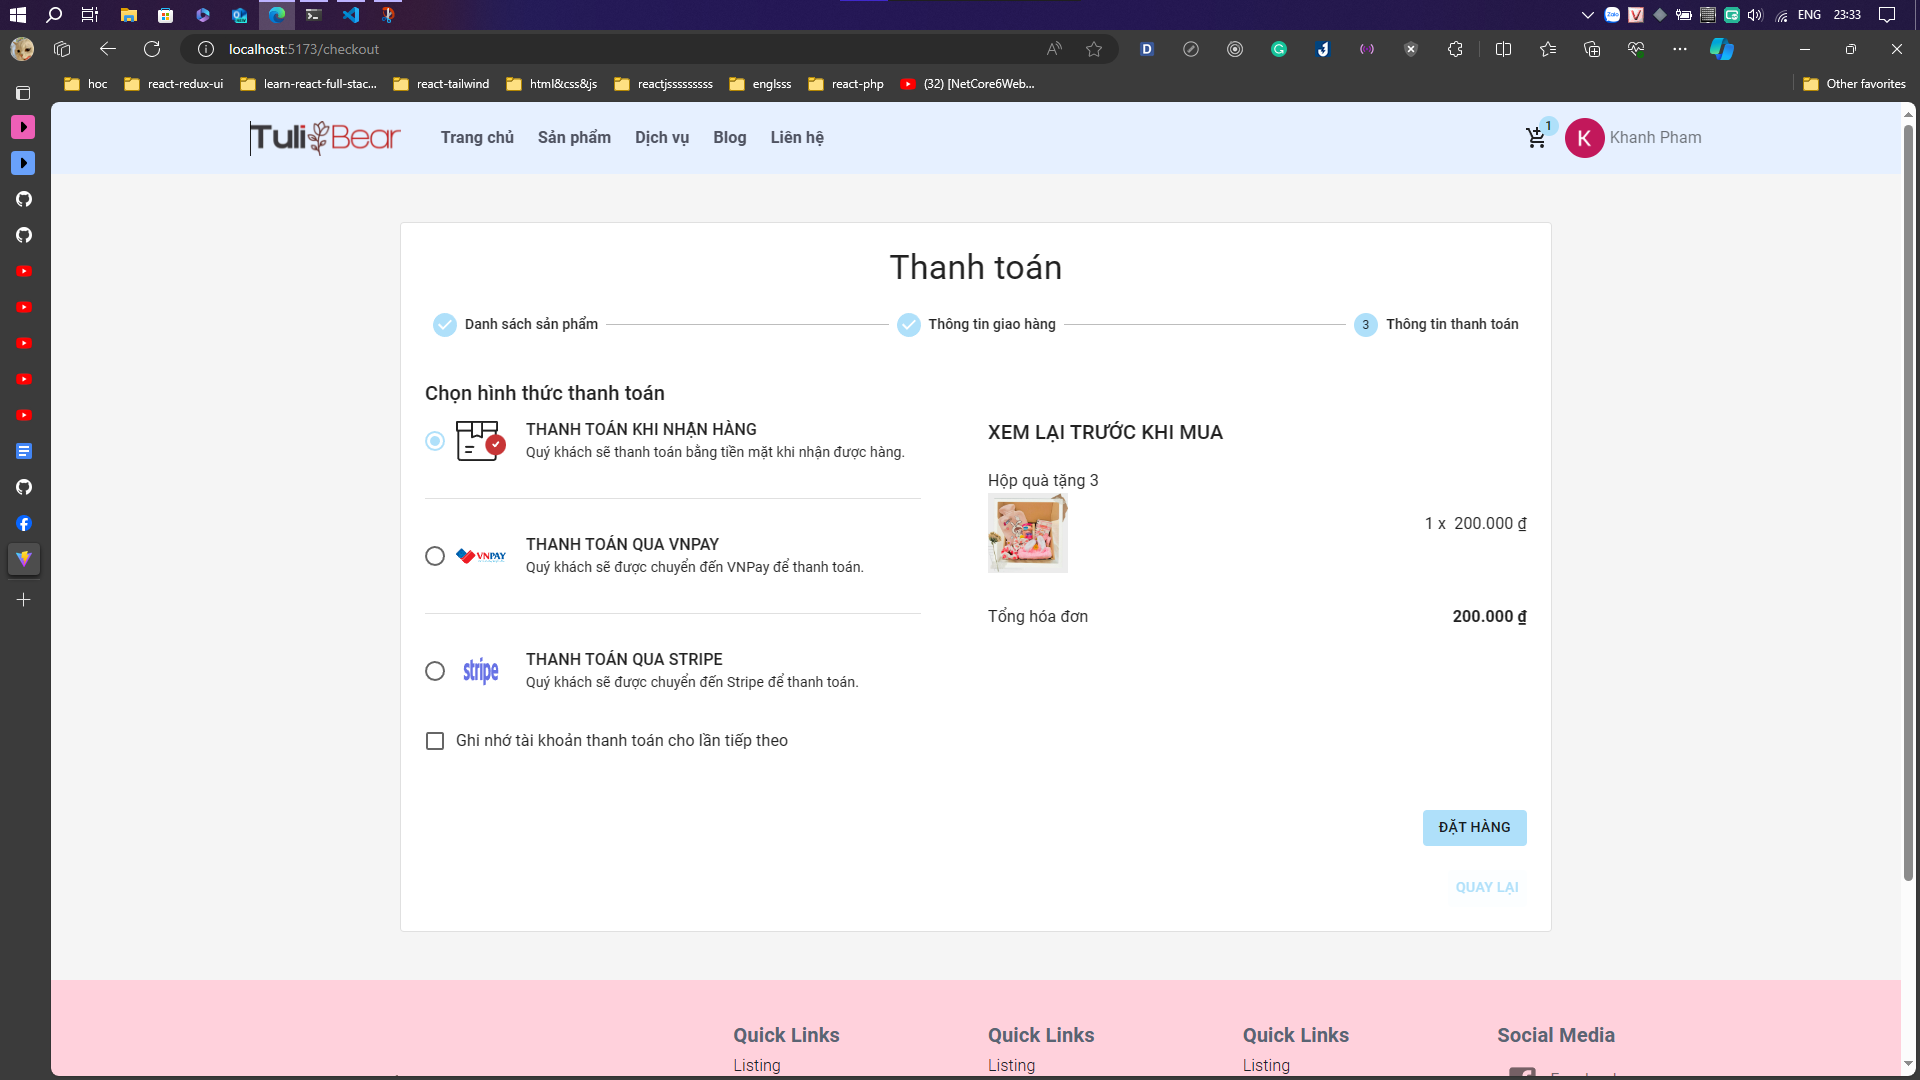 ENG 23:33
localhost:5173/checkout
hoc react-redux-ui learn-react-full-stac... react-tailwind html&css&js reactjsssssssss englsss react-php (32) [NetCore6Web... Other favorites
Tuli Bear Trang chủ Sản phẩm Dịch vụ Blog Liên hệ 1 K Khanh Pham
Thanh toán
Danh sách sản phẩm Thông tin giao hàng 3 Thông tin thanh toán
Chọn hình thức thanh toán
THANH TOÁN KHI NHẬN HÀNG
Quý khách sẽ thanh toán bằng tiền mặt khi nhận được hàng.
VNPAY THANH TOÁN QUA VNPAY
Quý khách sẽ được chuyển đến VNPay để thanh toán.
stripe THANH TOÁN QUA STRIPE
Quý khách sẽ được chuyển đến Stripe để thanh toán.
Ghi nhớ tài khoản thanh toán cho lần tiếp theo
XEM LẠI TRƯỚC KHI MUA
Hộp quà tặng 3
1 x 200.000 ₫
Tổng hóa đơn 200.000 ₫
ĐẶT HÀNG
QUAY LẠI
Quick Links Quick Links Quick Links Social Media
Listing Listing Listing